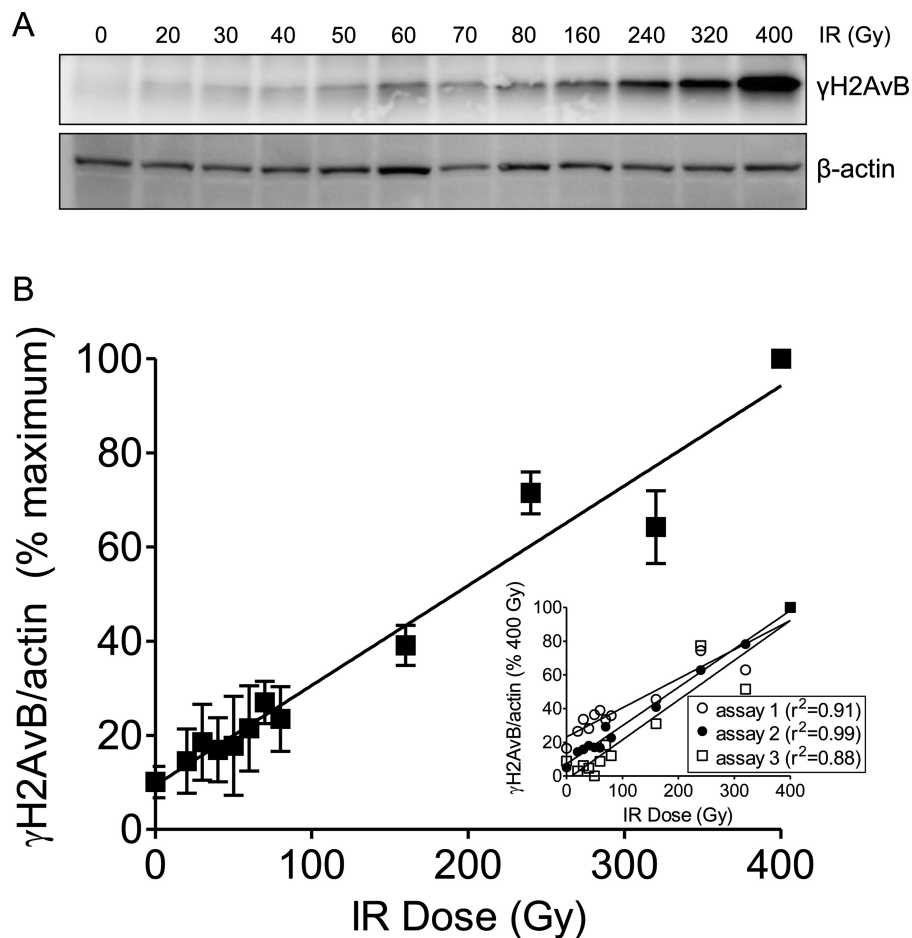 A
0 20 30 40 50 60 70 80 160 240 320 400 IR (Gy)
γH2AvB
β-actin
B
γH2AvB/actin (% maximum)
100
80
60
40
20
0
0 100 200 300 400
IR Dose (Gy)
γH2AvB/actin (% 400 Gy)
100
80
60
40
20
0
0 100 200 300 400
IR Dose (Gy)
assay 1 (r²=0.91)
assay 2 (r²=0.99)
assay 3 (r²=0.88)